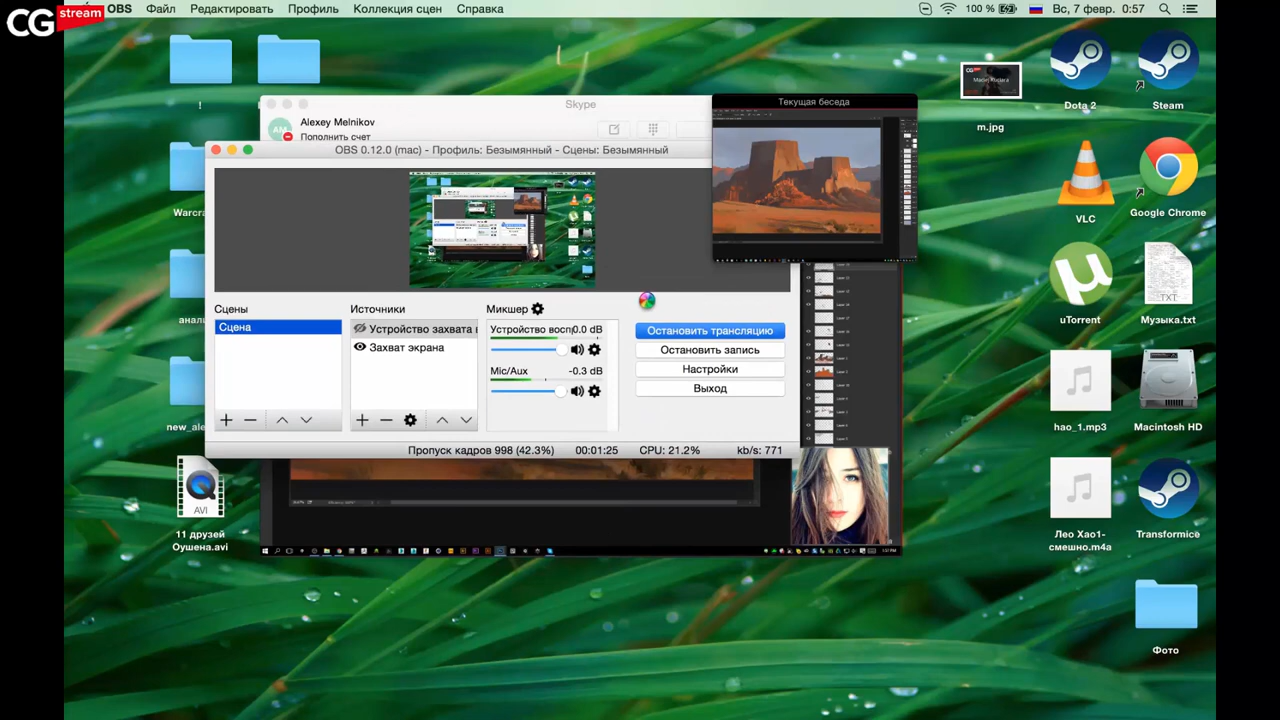 CG stream
OBS Файл Редактировать Профиль Коллекция сцен Справка 100 % Вс, 7 февр. 0:57
!
m.jpg
Dota 2
Steam
Skype
Alexey Melnikov
Пополнить счет
AM
Текущая беседа
OBS 0.12.0 (mac) - Профиль: Безымянный - Сцены: Безымянный
Warcra
VLC
Google Chrome
анали
uTorrent
TXT
Музыка.txt
Сцены
Источники
Микшер
Сцена
Устройство захвата
Захват экрана
Устройство восп 0.0 dB
Mic/Aux -0.3 dB
Остановить трансляцию
Остановить запись
Настройки
Выход
new_ale
hao_1.mp3
Macintosh HD
Пропуск кадров 998 (42.3%) 00:01:25 CPU: 21.2% kb/s: 771
AVI
11 друзей
Оушена.avi
Лео Хао1-
смешно.m4a
Transformice
Фото